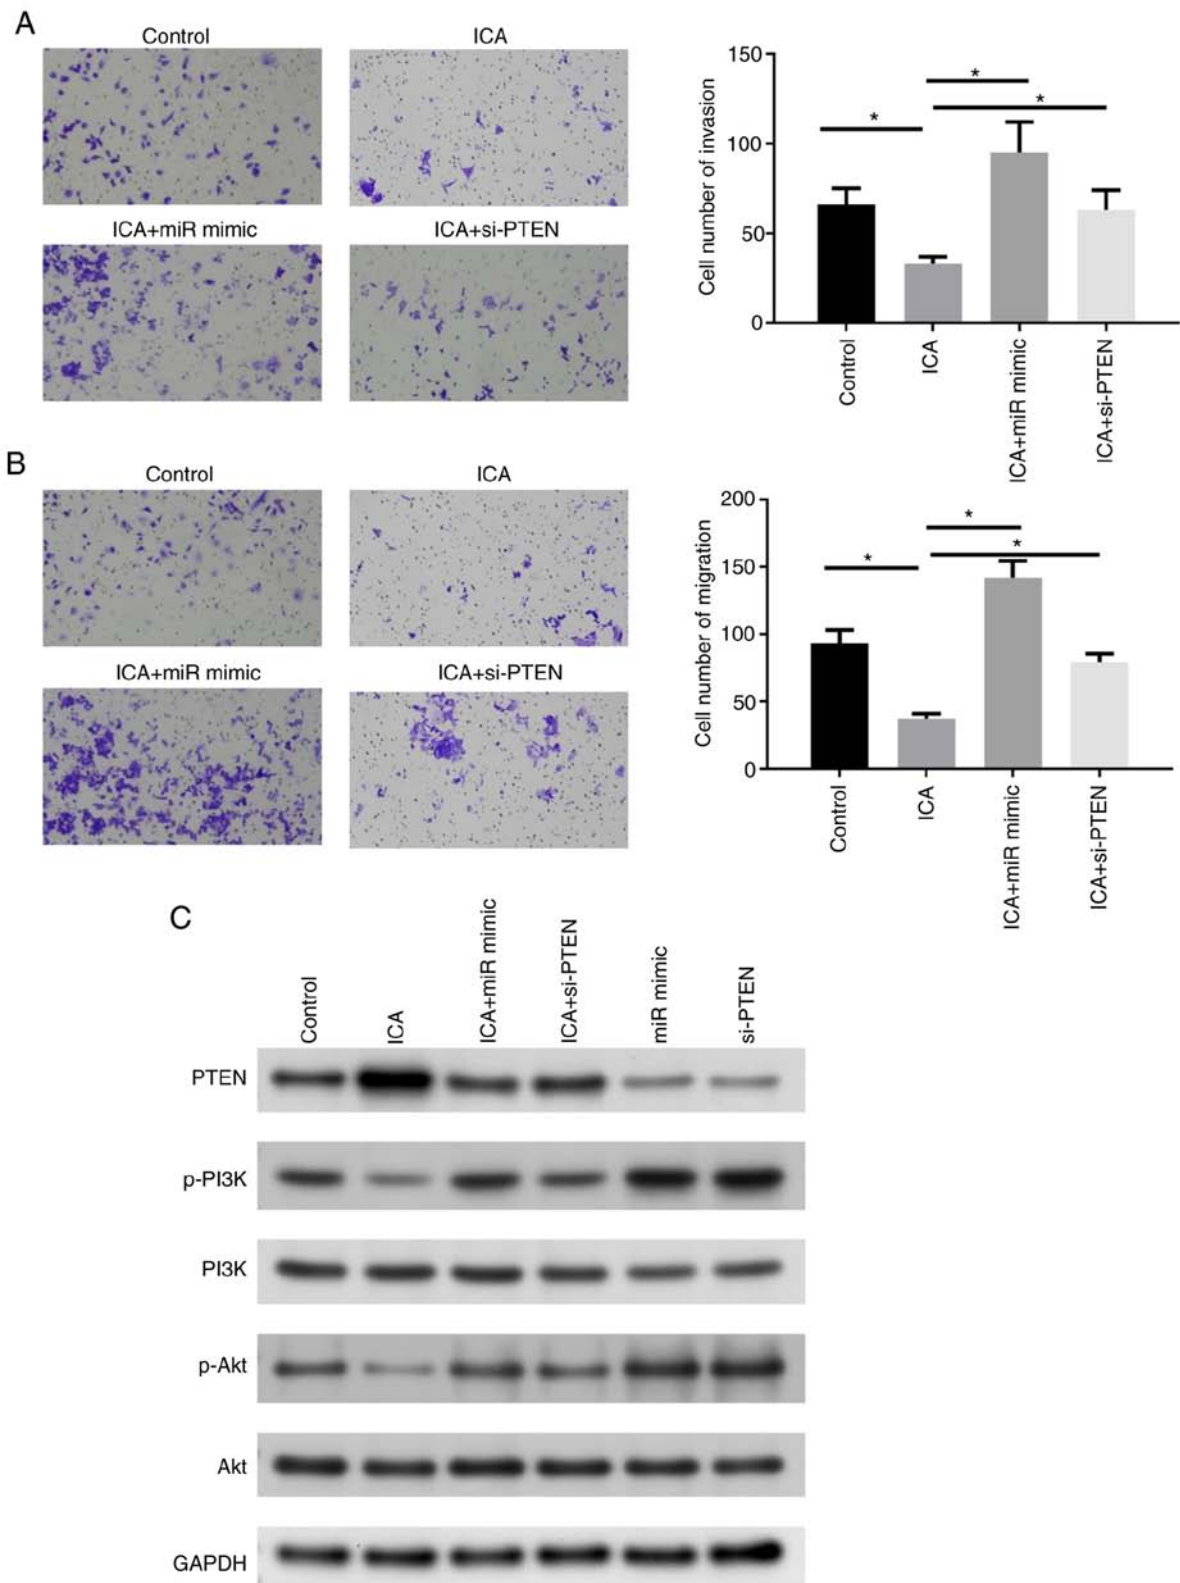 A
Control
ICA
ICA+miR mimic
ICA+si-PTEN
150
100
50
0
Cell number of invasion
*
*
*
Control
ICA
ICA+miR mimic
ICA+si-PTEN
B
Control
ICA
ICA+miR mimic
ICA+si-PTEN
200
150
100
50
0
Cell number of migration
*
*
*
Control
ICA
ICA+miR mimic
ICA+si-PTEN
C
Control
ICA
ICA+miR mimic
ICA+si-PTEN
miR mimic
si-PTEN
PTEN
p-PI3K
PI3K
p-Akt
Akt
GAPDH